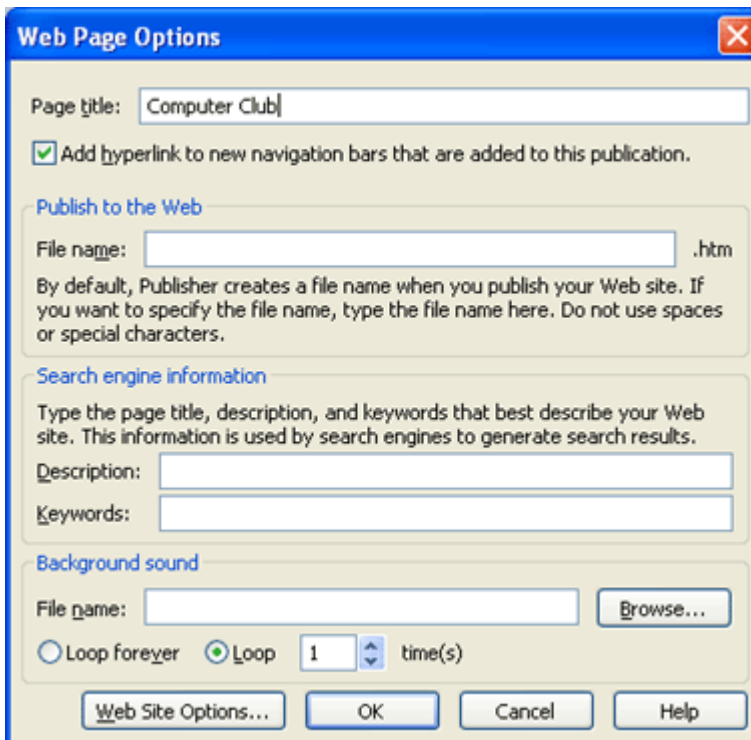 Web Page Options
Page title: Computer Club
Add hyperlink to new navigation bars that are added to this publication.
Publish to the Web
File name: .htm
By default, Publisher creates a file name when you publish your Web site. If
you want to specify the file name, type the file name here. Do not use spaces
or special characters.
Search engine information
Type the page title, description, and keywords that best describe your Web
site. This information is used by search engines to generate search results.
Description:
Keywords:
Background sound
File name: Browse...
Loop forever Loop 1 time(s)
Web Site Options... OK Cancel Help